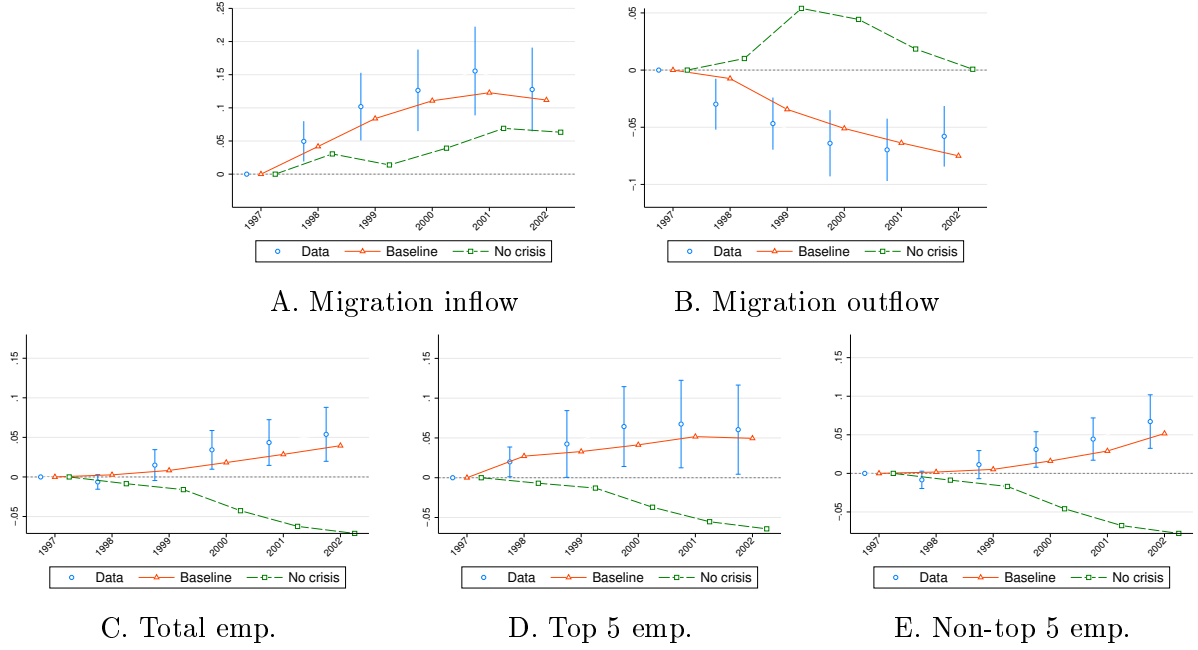 .25
.2
.15
.1
.05
0
1997
1998
1999
2000
2001
2002
Data
Baseline
No crisis
A. Migration inflow
.05
0
-.05
-.1
1997
1998
1999
2000
2001
2002
Data
Baseline
No crisis
B. Migration outflow
.15
.1
.05
0
-.05
1997
1998
1999
2000
2001
2002
Data
Baseline
No crisis
C. Total emp.
.15
.1
.05
0
-.05
1997
1998
1999
2000
2001
2002
Data
Baseline
No crisis
D. Top 5 emp.
.15
.1
.05
0
-.05
1997
1998
1999
2000
2001
2002
Data
Baseline
No crisis
E. Non-top 5 emp.